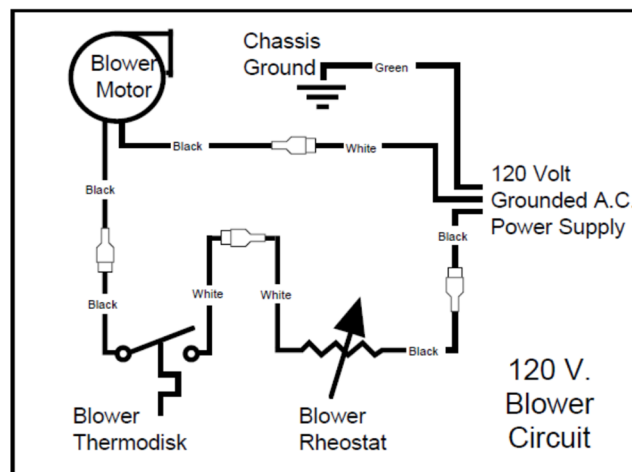 Blower
Motor
Chassis
Ground
Green
Black
White
120 Volt
Grounded A.C.
Power Supply
Black
Black
Black
White
White
Black
Blower
Thermodisk
Blower
Rheostat
120 V.
Blower
Circuit